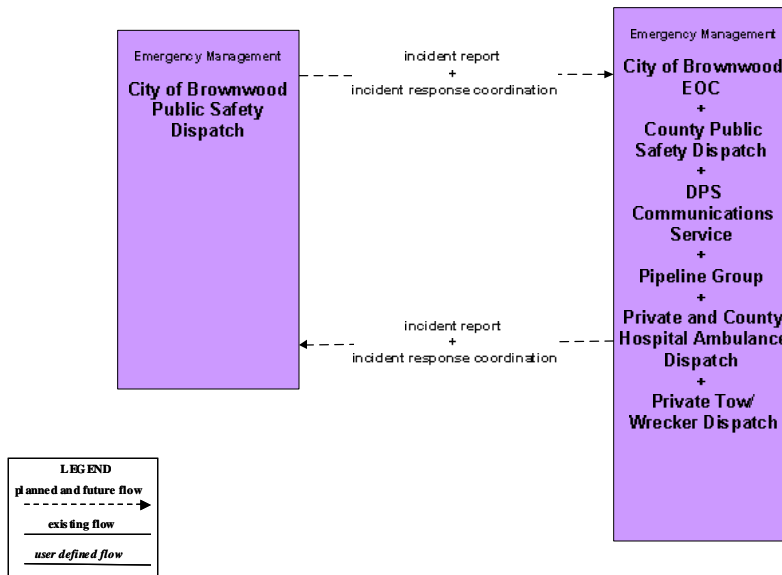 Emergency Management
City of Brownwood
Public Safety
Dispatch
incident report
+
incident response coordination
Emergency Management
City of Brownwood
EOC
+
County Public
Safety Dispatch
+
DPS
Communications
Service
+
Pipeline Group
+
Private and County
Hospital Ambulance
Dispatch
+
Private Tow/
Wrecker Dispatch
incident report
+
incident response coordination
LEGEND
planned and future flow
existing flow
user defined flow